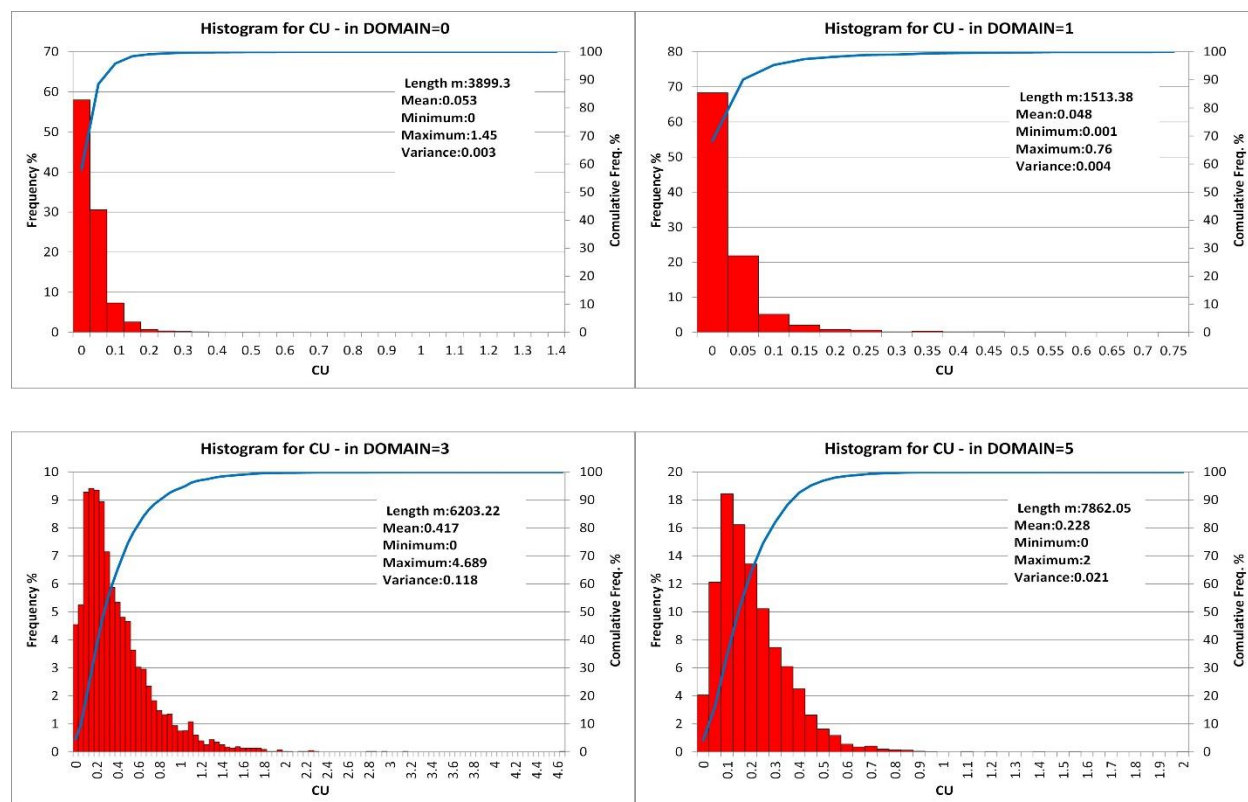 Histogram for CU - in DOMAIN=0
70
60
50
40
30
20
10
0
Frequency %
100
90
80
70
60
50
40
30
20
10
0
Comulative Freq. %
Length m:3899.3
Mean:0.053
Minimum:0
Maximum:1.45
Variance:0.003
0 0.1 0.2 0.3 0.4 0.5 0.6 0.7 0.8 0.9 1 1.1 1.2 1.3 1.4
CU
Histogram for CU - in DOMAIN=1
80
70
60
50
40
30
20
10
0
Frequency %
100
90
80
70
60
50
40
30
20
10
0
Comulative Freq. %
Length m:1513.38
Mean:0.048
Minimum:0.001
Maximum:0.76
Variance:0.004
0 0.05 0.1 0.15 0.2 0.25 0.3 0.35 0.4 0.45 0.5 0.55 0.6 0.65 0.7 0.75
CU
Histogram for CU - in DOMAIN=3
10
9
8
7
6
5
4
3
2
1
0
Frequency %
100
90
80
70
60
50
40
30
20
10
0
Comulative Freq. %
Length m:6203.22
Mean:0.417
Minimum:0
Maximum:4.689
Variance:0.118
0 0.2 0.4 0.6 0.8 1 1.2 1.4 1.6 1.8 2 2.2 2.4 2.6 2.8 3 3.2 3.4 3.6 3.8 4 4.2 4.4 4.6
CU
Histogram for CU - in DOMAIN=5
20
18
16
14
12
10
8
6
4
2
0
Frequency %
100
90
80
70
60
50
40
30
20
10
0
Comulative Freq. %
Length m:7862.05
Mean:0.228
Minimum:0
Maximum:2
Variance:0.021
0 0.1 0.2 0.3 0.4 0.5 0.6 0.7 0.8 0.9 1 1.1 1.2 1.3 1.4 1.5 1.6 1.7 1.8 1.9 2
CU